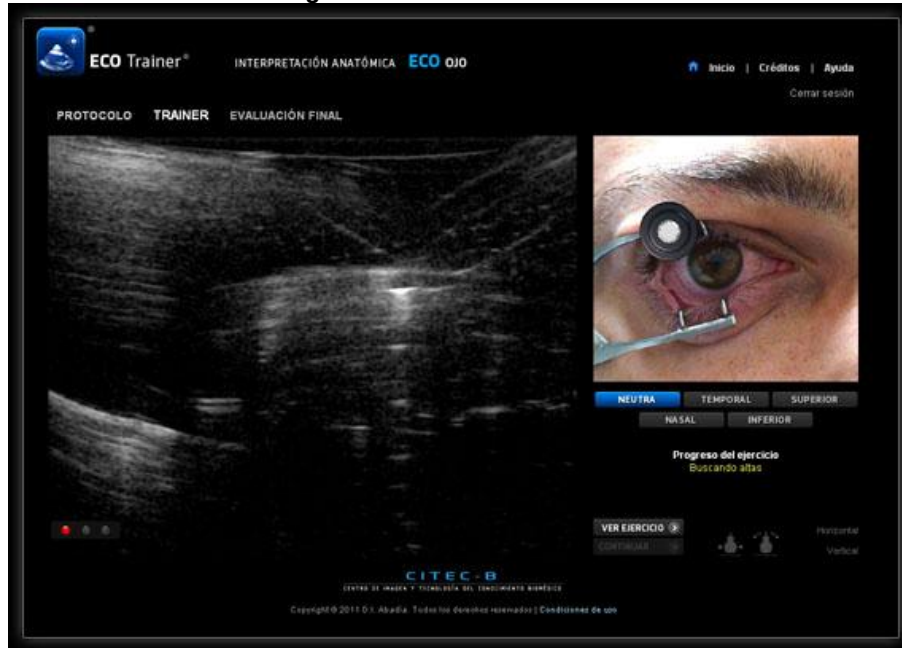 ECO Trainer®
INTERPRETACIÓN ANATÓMICA ECO OJO
Inicio | Créditos | Ayuda
Cerrar sesión
PROTOCOLO TRAINER EVALUACIÓN FINAL
NEUTRA TEMPORAL SUPERIOR
NASAL INFERIOR
Progreso del ejercicio
Buscando altas
VER EJERCICIO
CONTINUAR
Horizontal
Vertical
CITEC-B
CENTRO DE IMAGEN Y TECNOLOGÍA DEL CONOCIMIENTO BIOMÉDICO
Copyright © 2011 D.I. Abadía. Todos los derechos reservados | Condiciones de uso